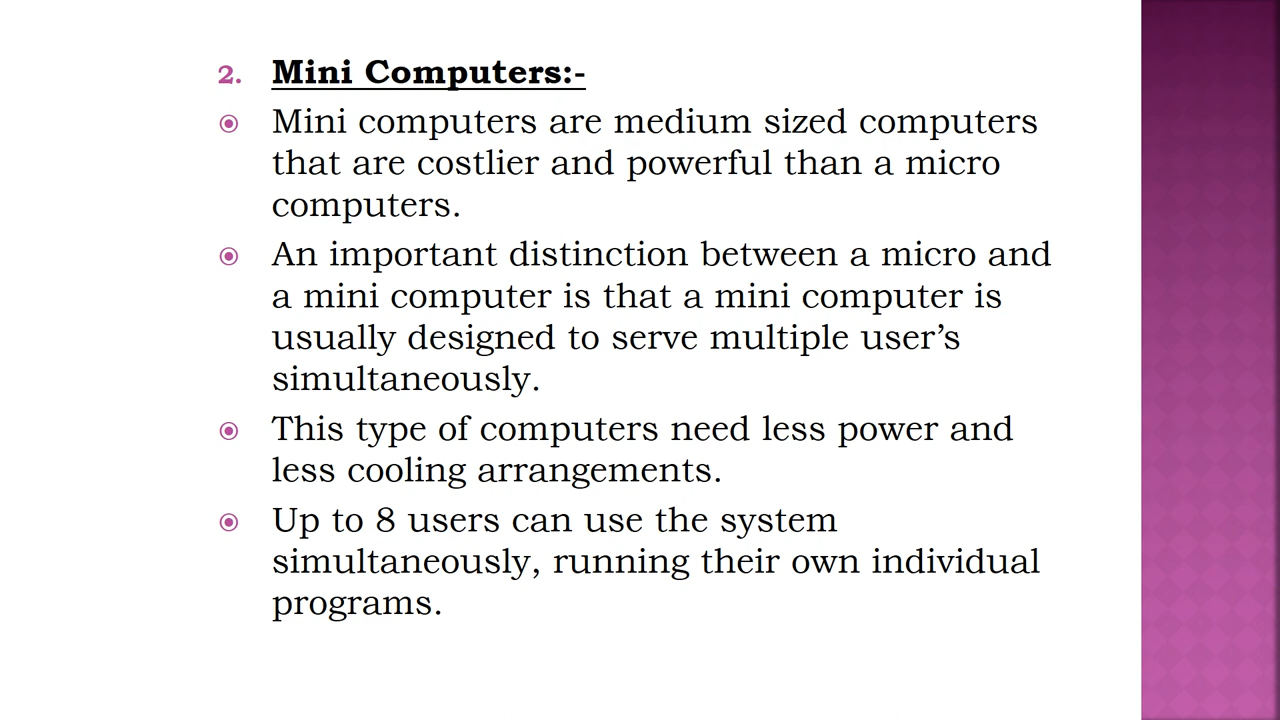 2. Mini Computers:-
Mini computers are medium sized computers
that are costlier and powerful than a micro
computers.
An important distinction between a micro and
a mini computer is that a mini computer is
usually designed to serve multiple user’s
simultaneously.
This type of computers need less power and
less cooling arrangements.
Up to 8 users can use the system
simultaneously, running their own individual
programs.